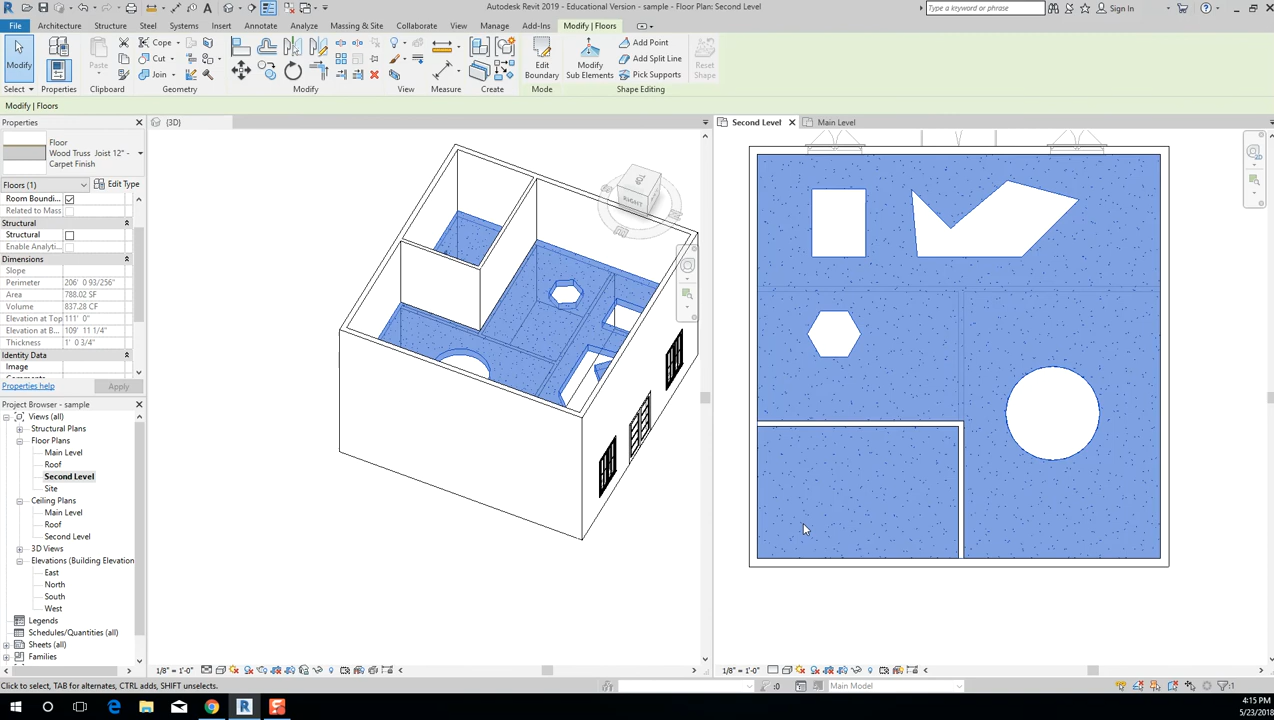 Autodesk Revit 2019 - Educational Version - sample - Floor Plan: Second Level
Type a keyword or phrase
Sign In
File Architecture Structure Steel Systems Insert Annotate Analyze Massing & Site Collaborate View Manage Add-Ins Modify | Floors
Modify
Paste
Cope
Cut
Join
Edit
Boundary
Modify
Sub Elements
Add Point
Add Split Line
Pick Supports
Reset
Shape
Select Properties Clipboard Geometry Modify View Measure Create Mode Shape Editing
Modify | Floors
Properties
Floor
Wood Truss Joist 12" -
Carpet Finish
Floors (1)
Edit Type
Room Boundi...
Related to Mass
Structural
Structural
Enable Analyti...
Dimensions
Slope
Perimeter 206' 0 93/256"
Area 788.02 SF
Volume 837.28 CF
Elevation at Top 111' 0"
Elevation at B... 109' 11 1/4"
Thickness 1' 0 3/4"
Identity Data
Image
Properties help
Apply
Project Browser - sample
Views (all)
Structural Plans
Floor Plans
Main Level
Roof
Second Level
Site
Ceiling Plans
Main Level
Roof
Second Level
3D Views
Elevations (Building Elevation
East
North
South
West
Legends
Schedules/Quantities (all)
Sheets (all)
Families
{3D}
TOP
RIGHT
Second Level
Main Level
1/8" = 1'-0"
1/8" = 1'-0"
Click to select, TAB for alternates, CTRL adds, SHIFT unselects.
:0
Main Model
:1
4:15 PM
5/23/2018